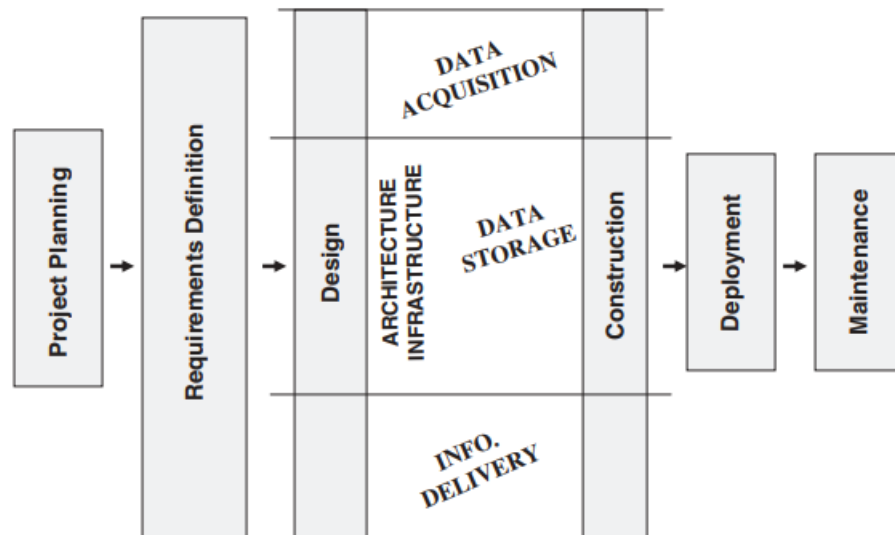 Project Planning
Requirements Definition
Design
ARCHITECTURE
INFRASTRUCTURE
DATA
ACQUISITION
DATA
STORAGE
INFO.
DELIVERY
Construction
Deployment
Maintenance